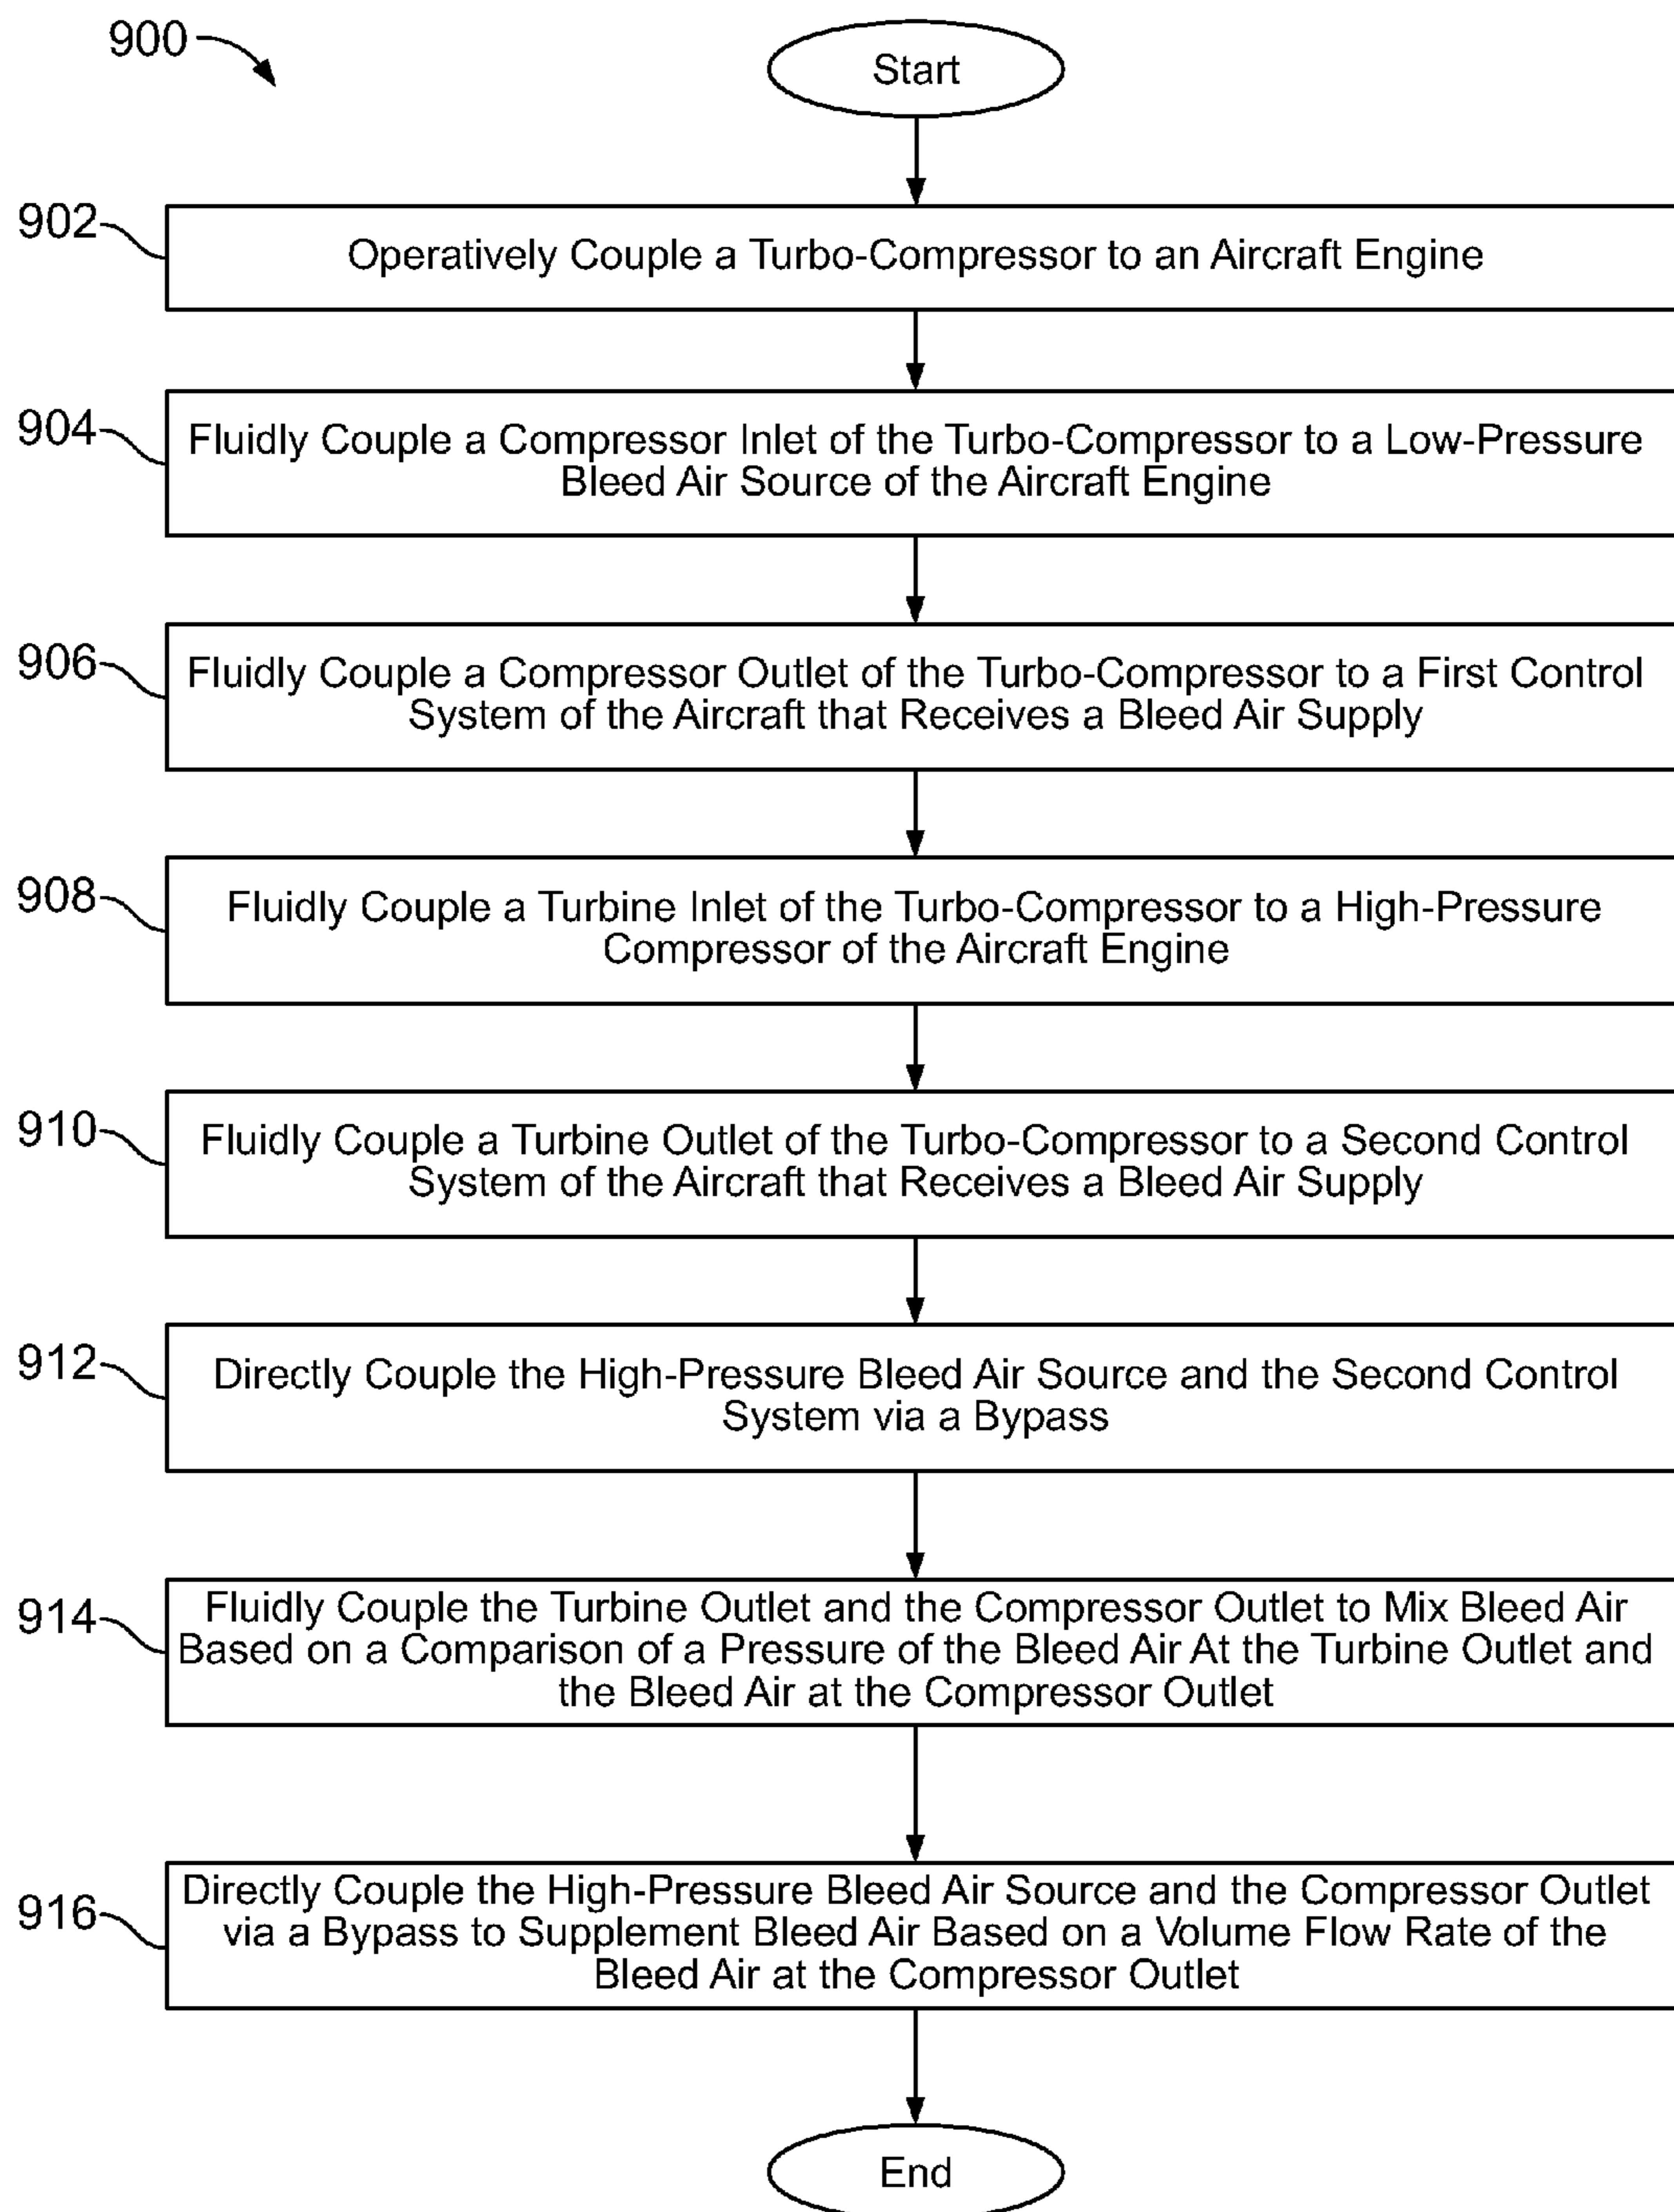 900
Start
902
Operatively Couple a Turbo-Compressor to an Aircraft Engine
904
Fluidly Couple a Compressor Inlet of the Turbo-Compressor to a Low-Pressure
Bleed Air Source of the Aircraft Engine
906
Fluidly Couple a Compressor Outlet of the Turbo-Compressor to a First Control
System of the Aircraft that Receives a Bleed Air Supply
908
Fluidly Couple a Turbine Inlet of the Turbo-Compressor to a High-Pressure
Compressor of the Aircraft Engine
910
Fluidly Couple a Turbine Outlet of the Turbo-Compressor to a Second Control
System of the Aircraft that Receives a Bleed Air Supply
912
Directly Couple the High-Pressure Bleed Air Source and the Second Control
System via a Bypass
914
Fluidly Couple the Turbine Outlet and the Compressor Outlet to Mix Bleed Air
Based on a Comparison of a Pressure of the Bleed Air At the Turbine Outlet and
the Bleed Air at the Compressor Outlet
916
Directly Couple the High-Pressure Bleed Air Source and the Compressor Outlet
via a Bypass to Supplement Bleed Air Based on a Volume Flow Rate of the
Bleed Air at the Compressor Outlet
End